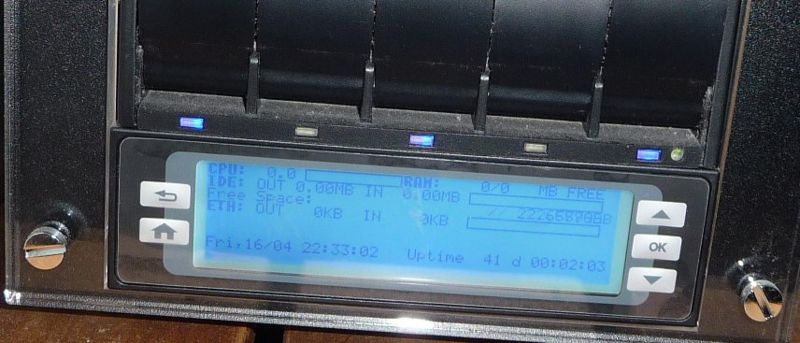 CPU: 0.0 RAM: 0/0 MB FREE
IDE: OUT 0.00MB IN 0.00MB
Free Space:
ETH: OUT 0KB IN 0KB
Fri,16/04 22:33:02 Uptime 41 d 00:02:03
OK